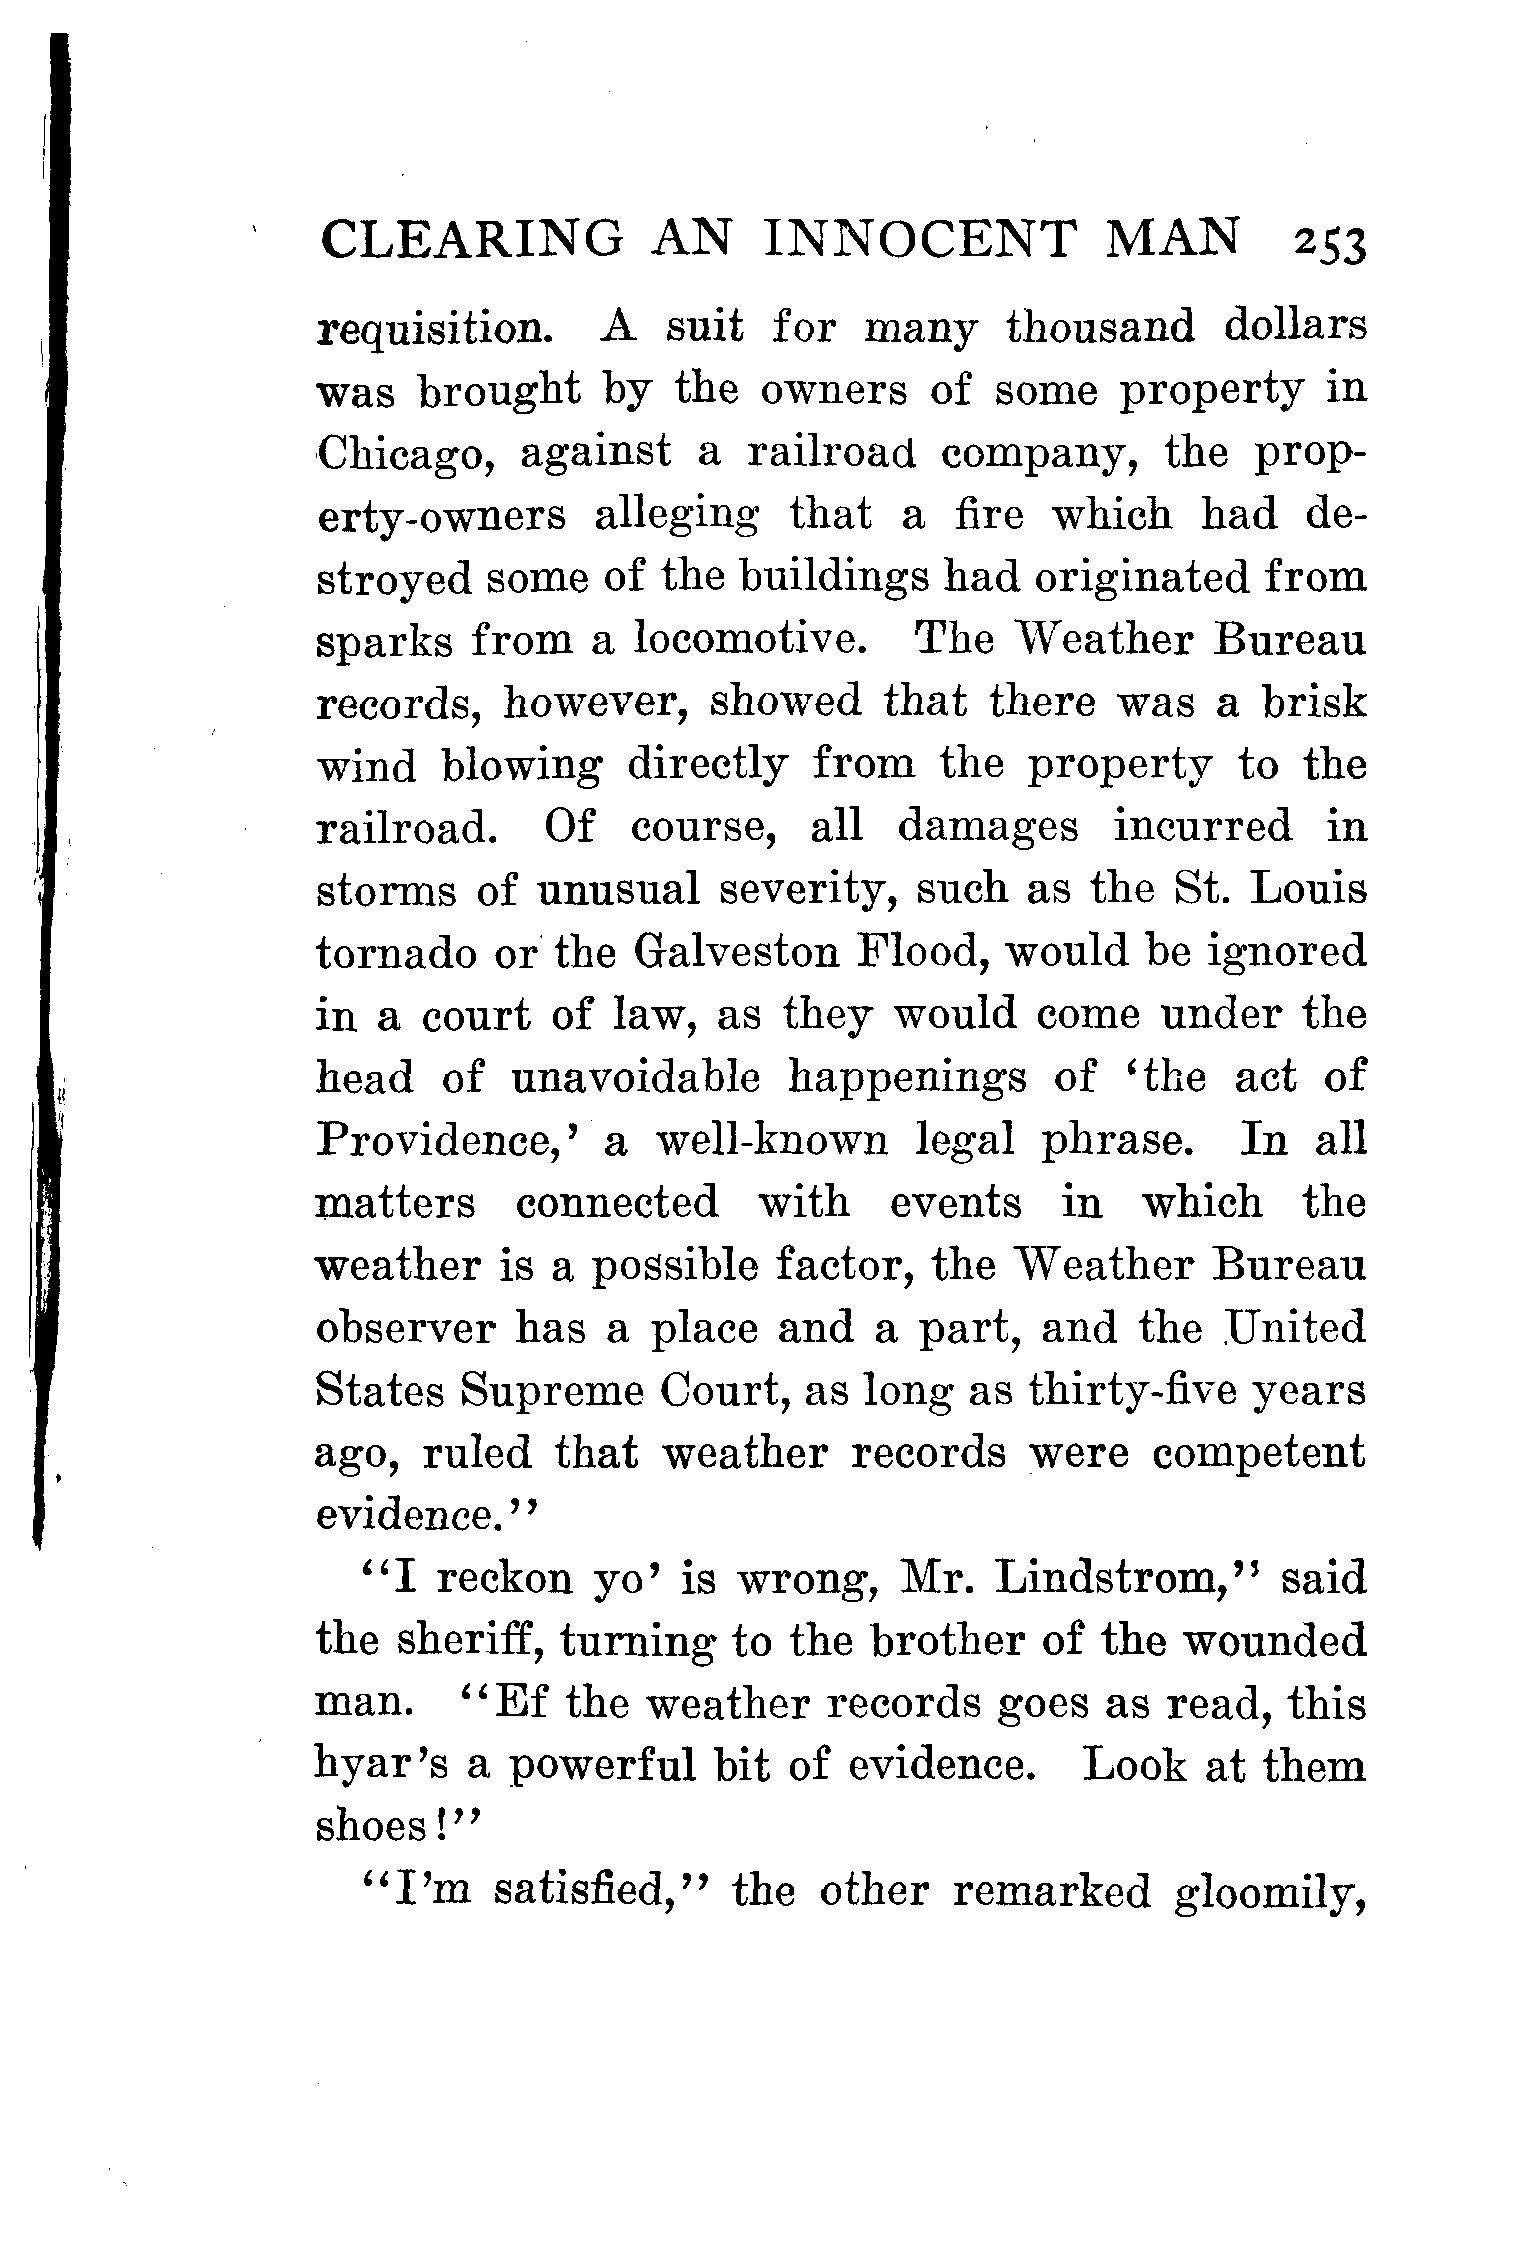 CLEARING AN INNOCENT MAN 253
requisition. A suit for many thousand dollars
was brought by the owners of some property in
Chicago, against a railroad company, the prop-
erty-owners alleging that a fire which had de-
stroyed some of the buildings had originated from
sparks from a locomotive. The Weather Bureau
records, however, showed that there was a brisk
wind blowing directly from the property to the
railroad. Of course, all damages incurred in
storms of unusual severity, such as the St. Louis
tornado or the Galveston Flood, would be ignored
in a court of law, as they would come under the
head of unavoidable happenings of ‘the act of
Providence,’ a well-known legal phrase. In all
matters connected with events in which the
weather is a possible factor, the Weather Bureau
observer has a place and a part, and the United
States Supreme Court, as long as thirty-five years
ago, ruled that weather records were competent
evidence.”
“I reckon yo’ is wrong, Mr. Lindstrom,” said
the sheriff, turning to the brother of the wounded
man. “Ef the weather records goes as read, this
hyar’s a powerful bit of evidence. Look at them
shoes!”
“I’m satisfied,” the other remarked gloomily,